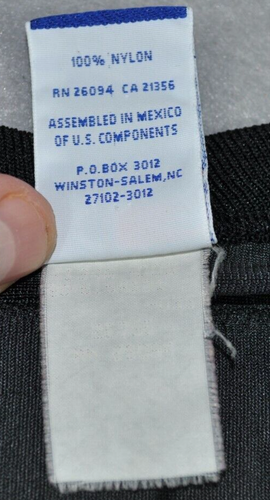 100% NYLON
RN 26094 CA 21356
ASSEMBLED IN MEXICO
OF U.S. COMPONENTS
P.O.BOX 3012
WINSTON-SALEM,NC
27102-3012